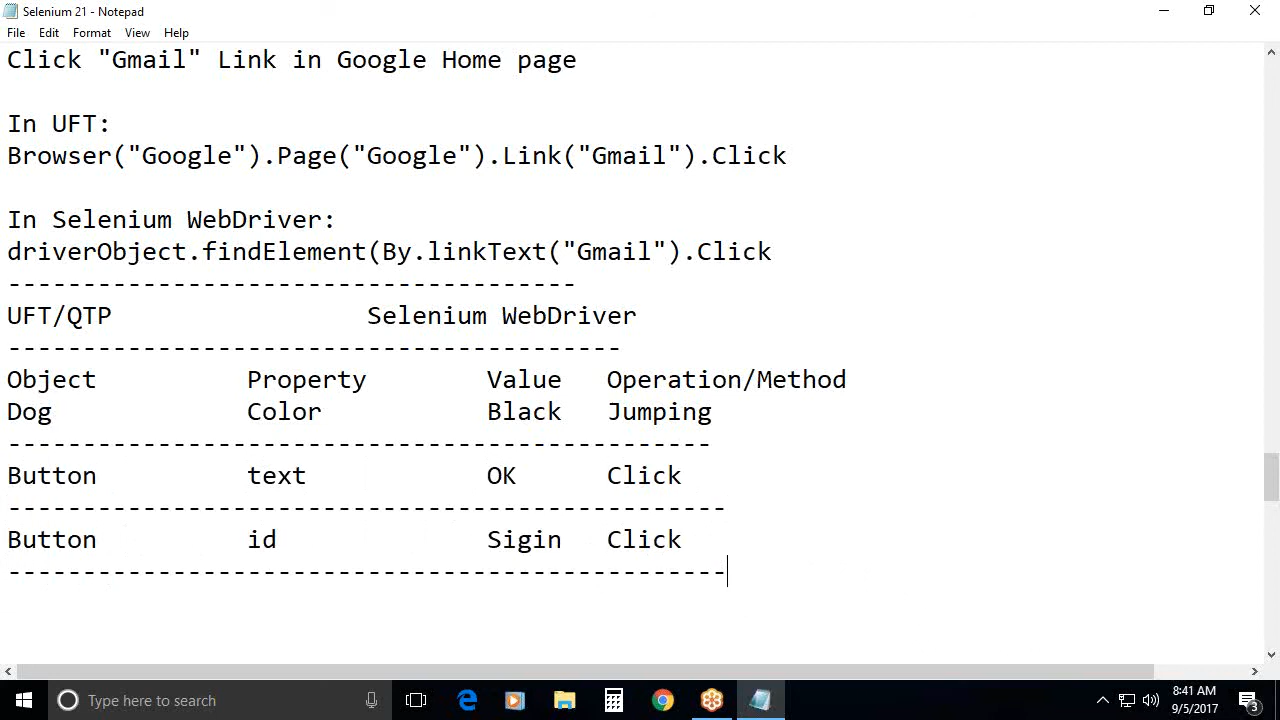 Selenium 21 - Notepad
File Edit Format View Help
Click "Gmail" Link in Google Home page
In UFT:
Browser("Google").Page("Google").Link("Gmail").Click
In Selenium WebDriver:
driverObject.findElement(By.linkText("Gmail").Click
--------------------------------------
UFT/QTP Selenium WebDriver
-----------------------------------------
Object Property Value Operation/Method
Dog Color Black Jumping
-----------------------------------------------
Button text OK Click
------------------------------------------------
Button id Sigin Click
------------------------------------------------
Type here to search
8:41 AM
9/5/2017
3